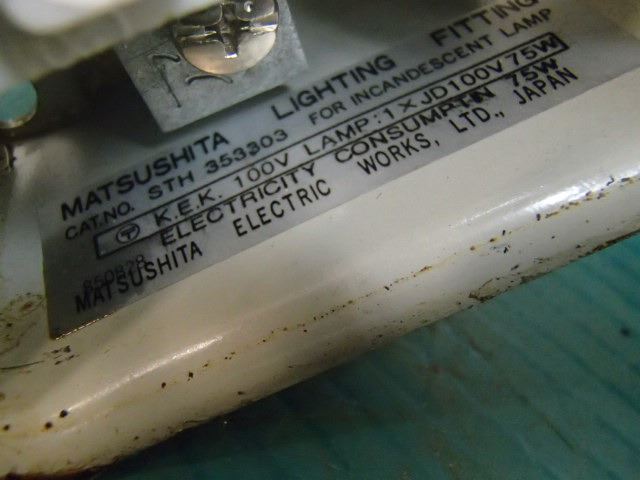 MATSUSHITA LIGHTING FITTING
CAT.NO. STH 353303 FOR INCANDESCENT LAMP
T K.E.K. 100V LAMP:1×JD100V75W
ELECTRICITY CONSUMPTN 75W
MATSUSHITA ELECTRIC WORKS, LTD., JAPAN